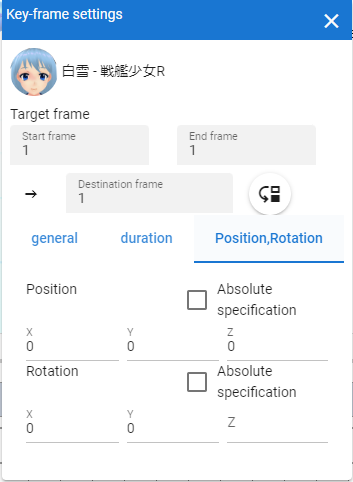 Key-frame settings
白雪 - 戦艦少女R
Target frame
Start frame
1
End frame
1
Destination frame
1
general
duration
Position,Rotation
Position
Absolute
specification
X
0
Y
0
Z
0
Rotation
Absolute
specification
X
0
Y
0
Z